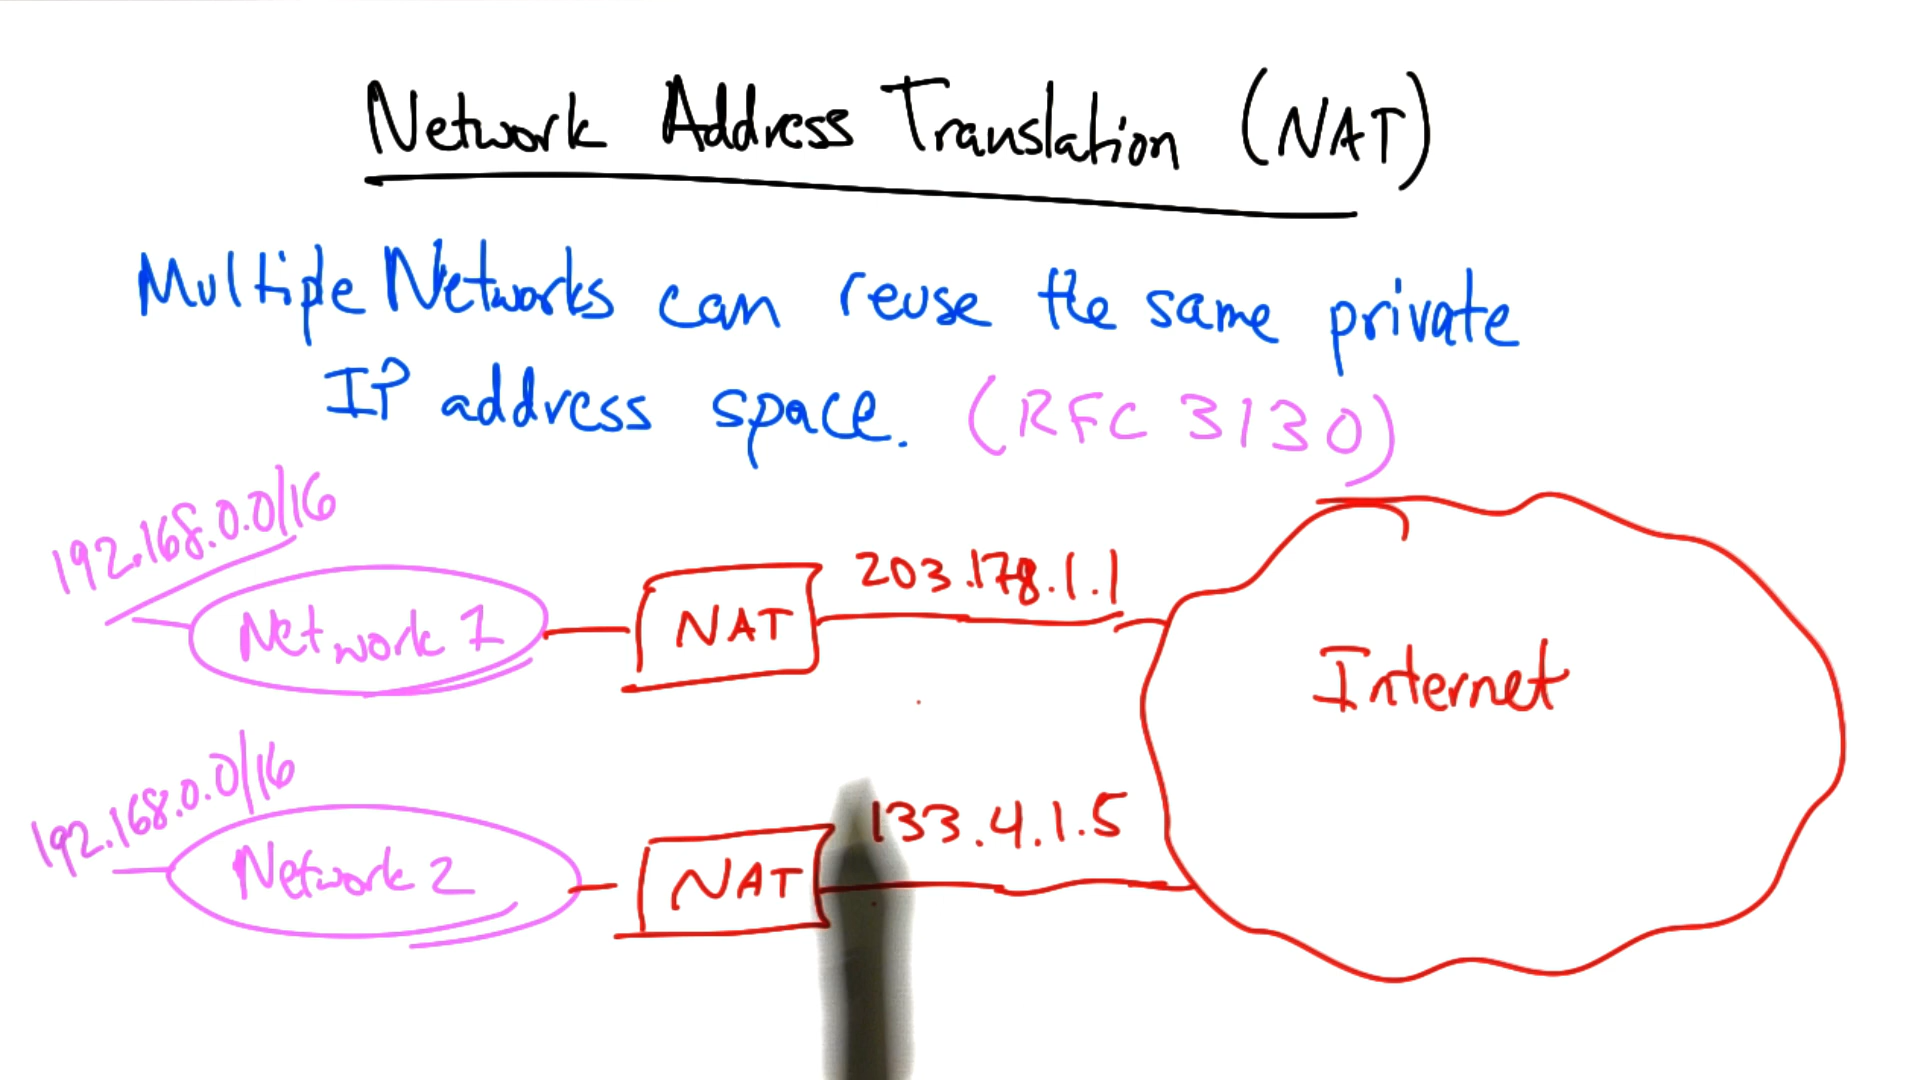 Network Address Translation (NAT)
Multiple Networks can reuse the same private
IP address space. (RFC 3130)
192.168.0.0/16
Network 1
NAT
203.178.1.1
Internet
192.168.0.0/16
Network 2
NAT
133.4.1.5